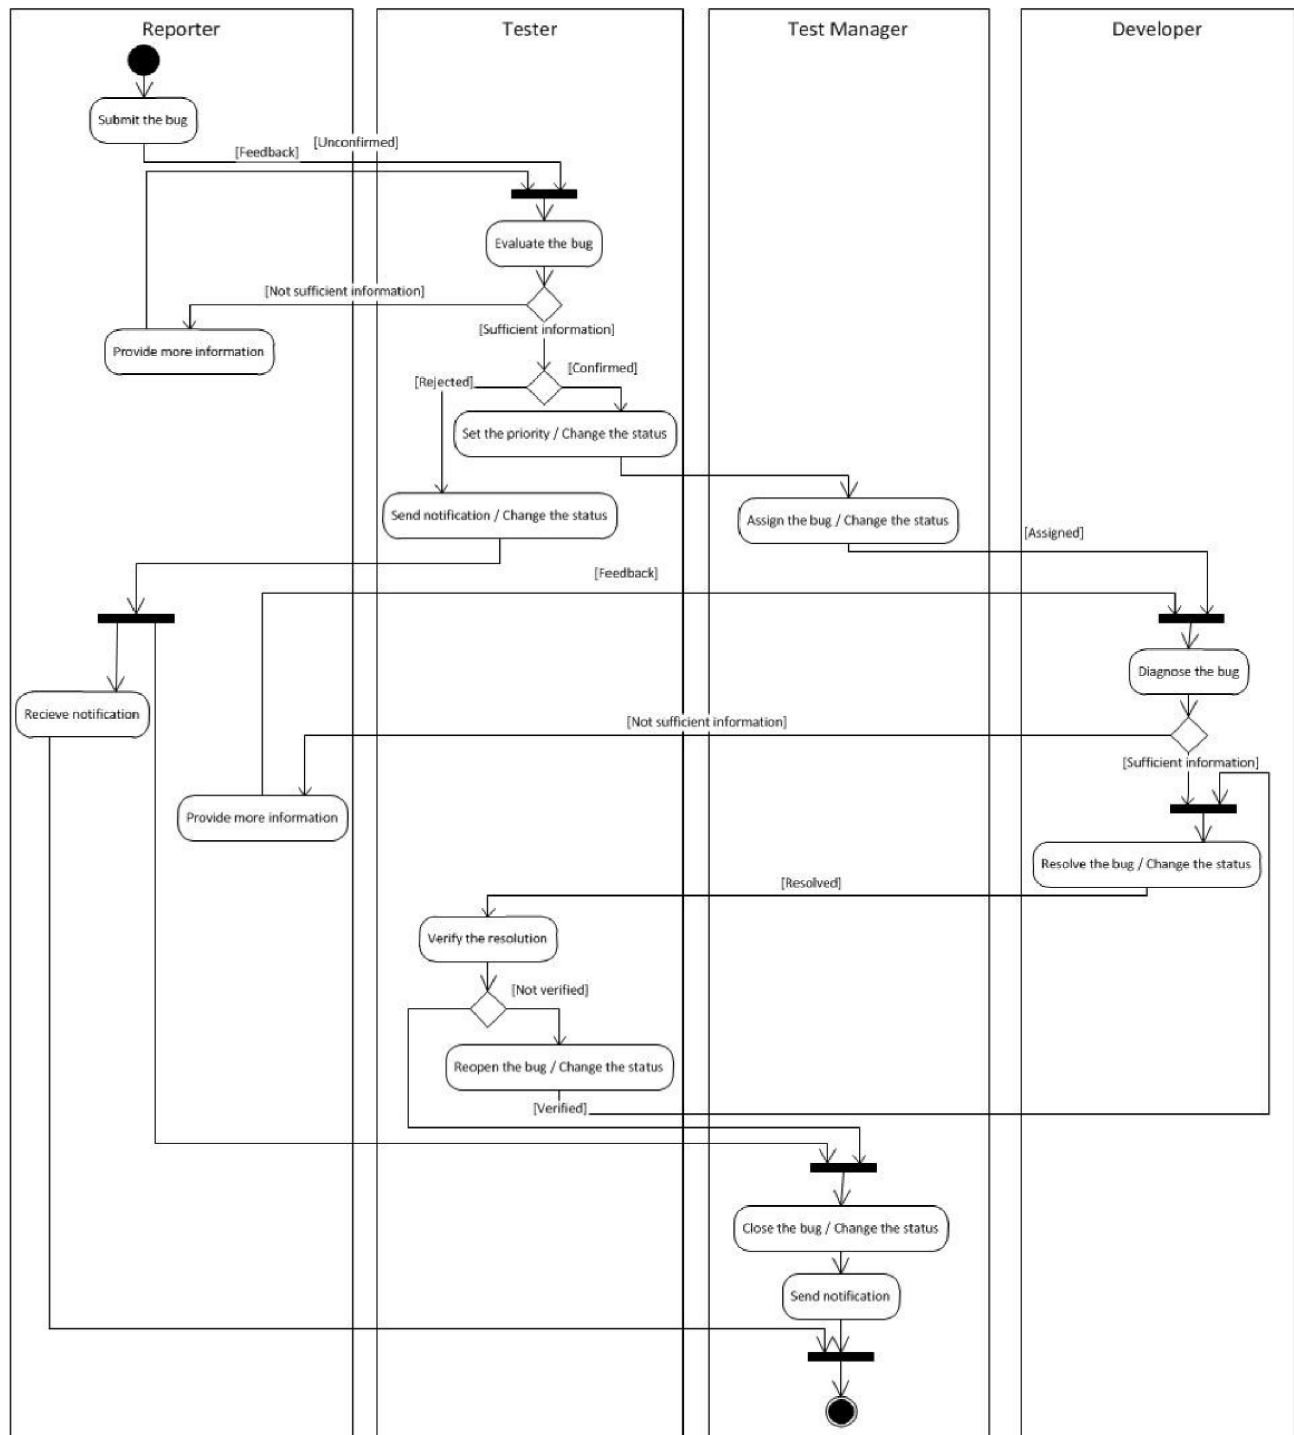 Reporter
Tester
Test Manager
Developer
Submit the bug
[Unconfirmed]
[Feedback]
Evaluate the bug
[Not sufficient information]
[Sufficient information]
Provide more information
[Confirmed]
[Rejected]
Set the priority / Change the status
Send notification / Change the status
Assign the bug / Change the status
[Assigned]
[Feedback]
Diagnose the bug
Recieve notification
[Not sufficient information]
[Sufficient information]
Provide more information
Resolve the bug / Change the status
[Resolved]
Verify the resolution
[Not verified]
Reopen the bug / Change the status
[Verified]
Close the bug / Change the status
Send notification